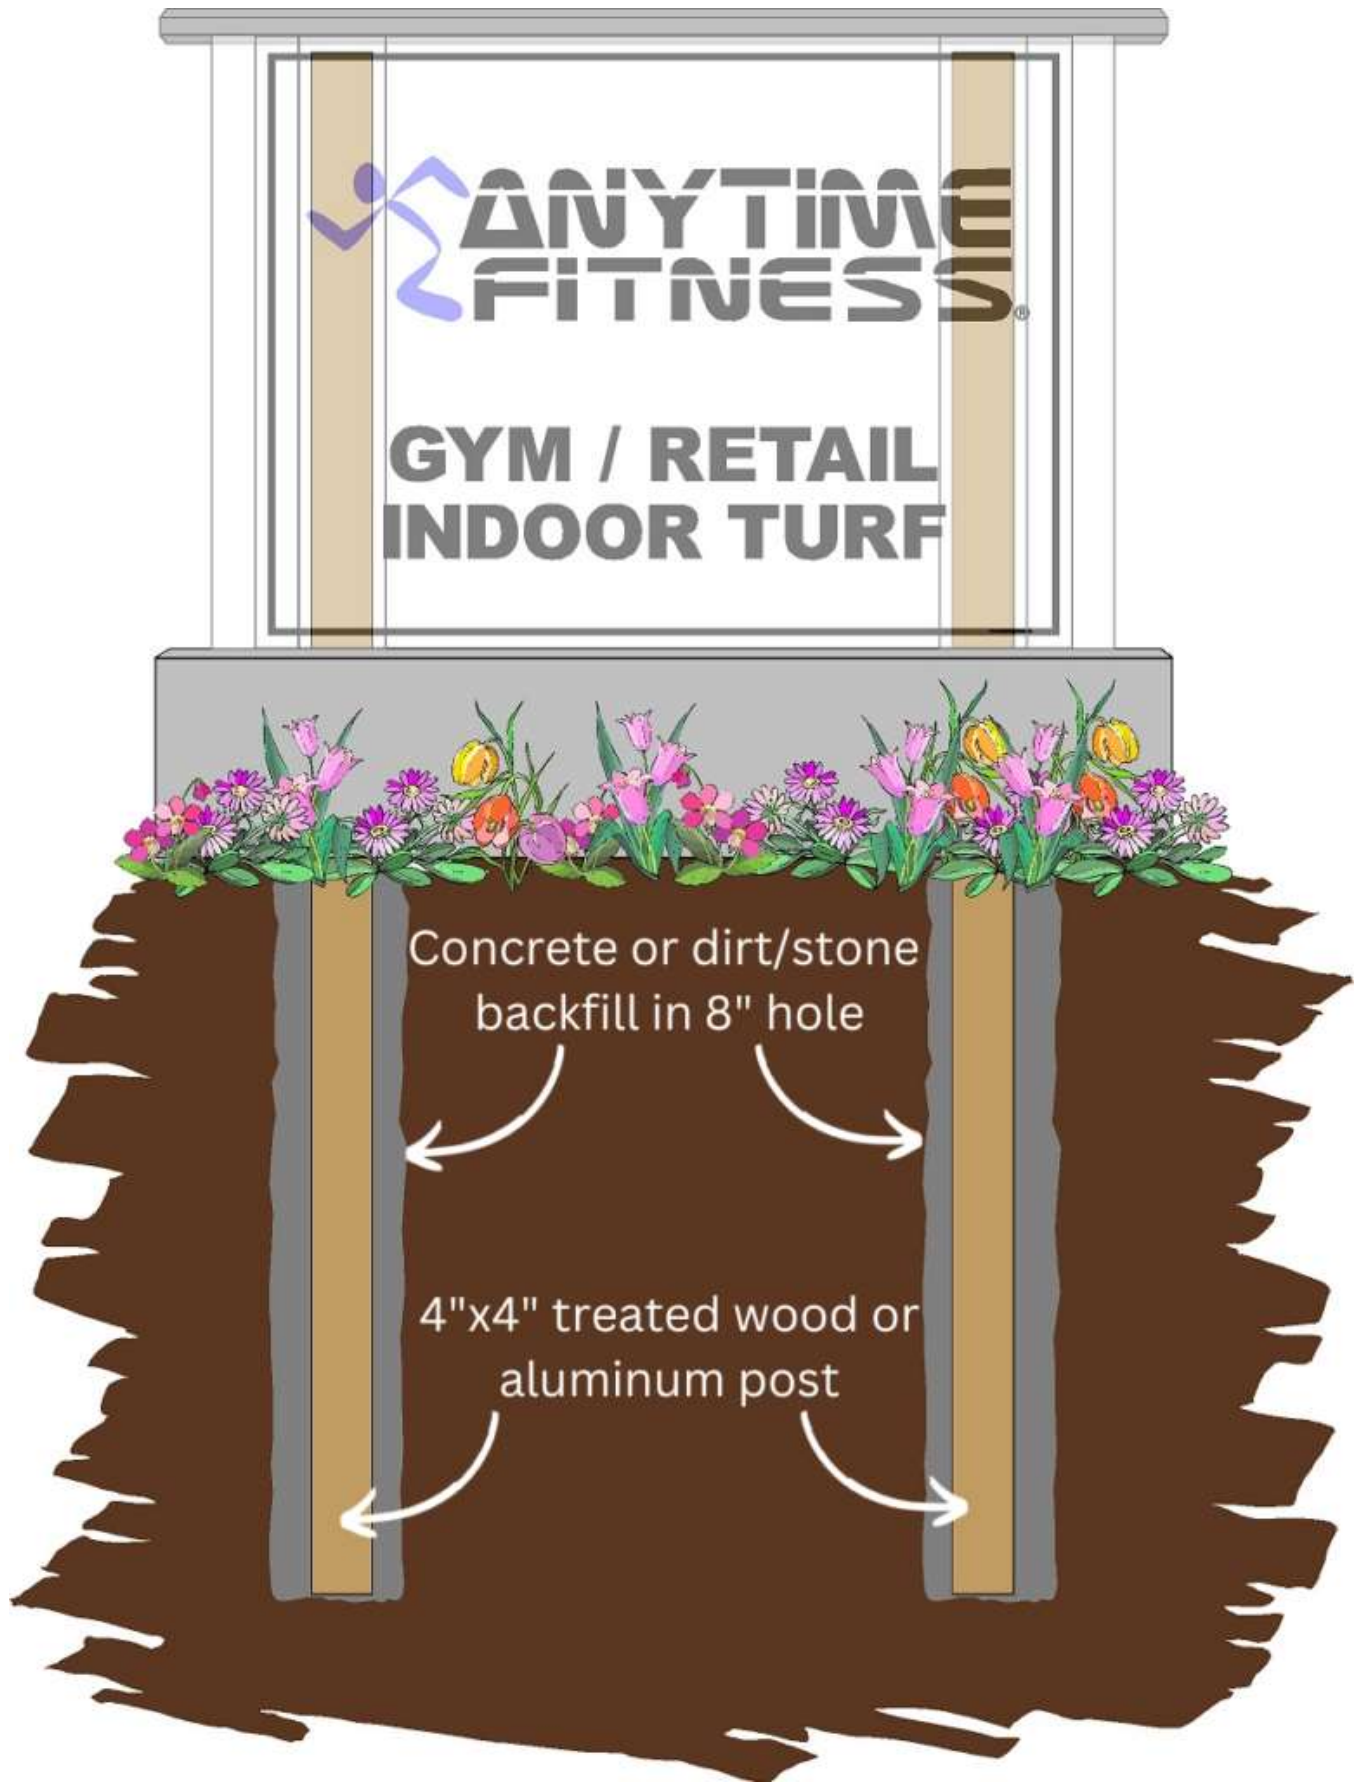 ANYTIME
FITNESS®
GYM / RETAIL
INDOOR TURF
Concrete or dirt/stone
backfill in 8" hole
4"x4" treated wood or
aluminum post